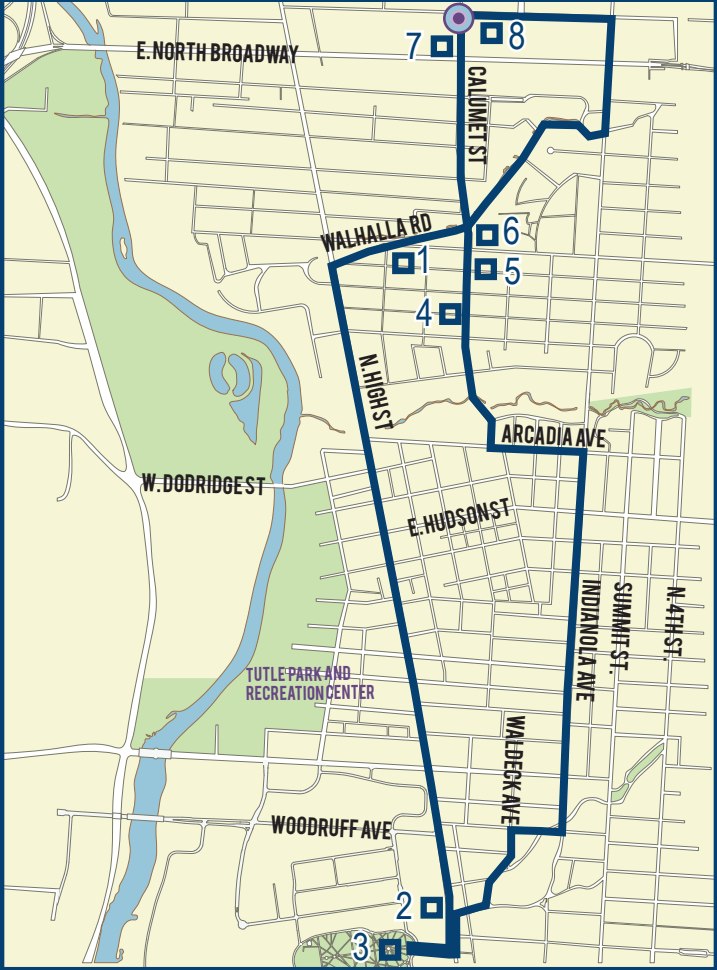 8
7
E. NORTH BROADWAY
CALUMET ST
WALHALLA RD
6
1
5
4
N. HIGH ST
ARCADIA AVE
W. DODRIDGE ST
E. HUDSON ST
INDIANOLA AVE
SUMMIT ST.
N. 4TH ST.
TUTLE PARK AND
RECREATION CENTER
WALDECK AVE
WOODRUFF AVE
2
3